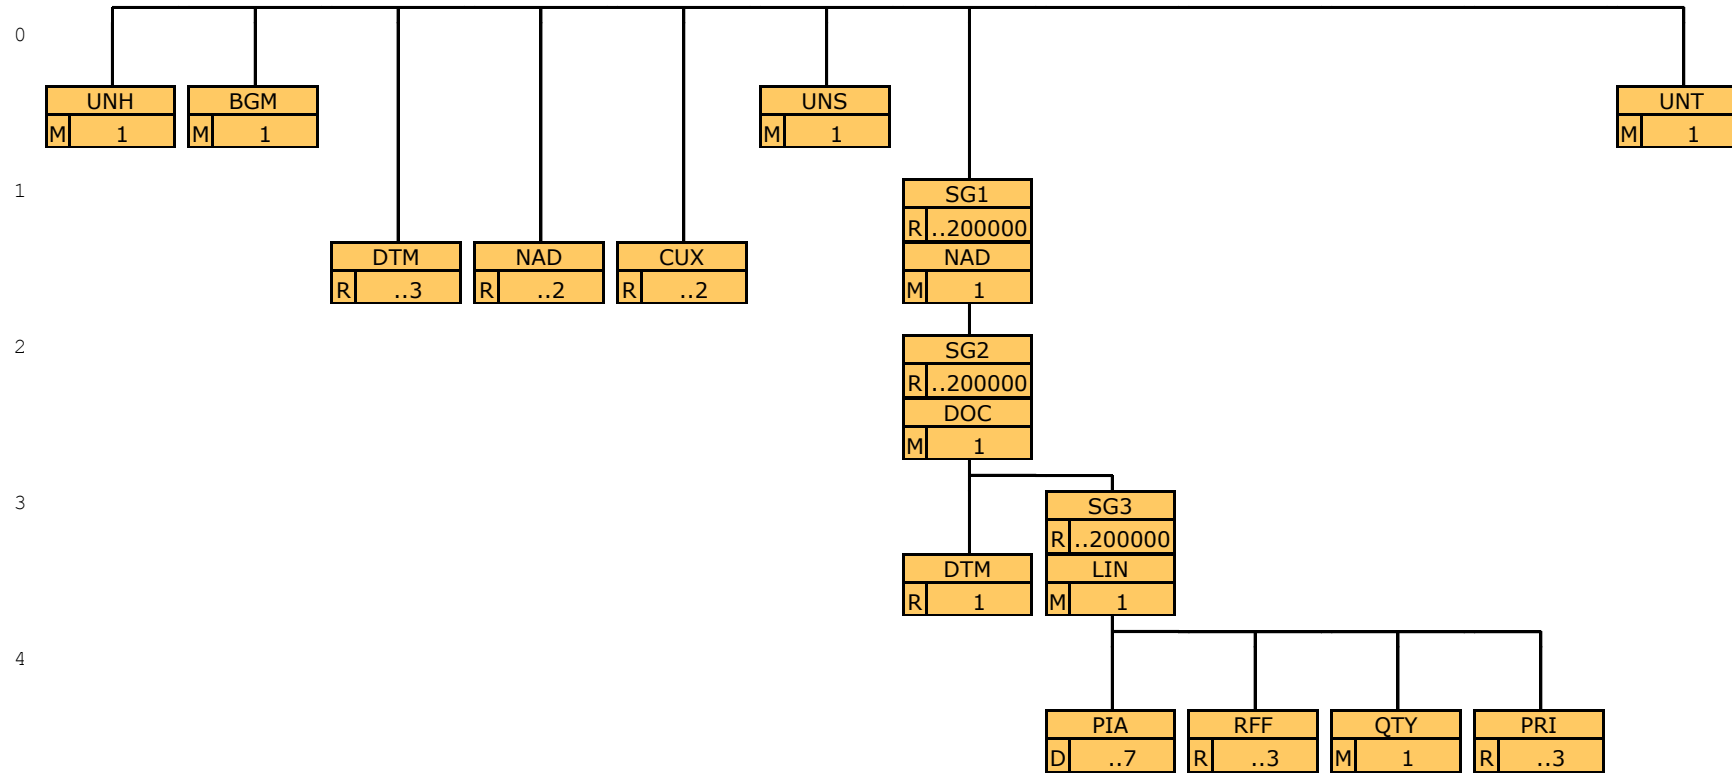 0
UNH BGM UNS UNT
M 1 M 1 M 1 M 1
1
SG1
R ..200000
DTM NAD CUX NAD
R ..3 R ..2 R ..2 M 1
2
SG2
R ..200000
DOC
M 1
3
SG3
R ..200000
DTM LIN
R 1 M 1
4
PIA RFF QTY PRI
D ..7 R ..3 M 1 R ..3